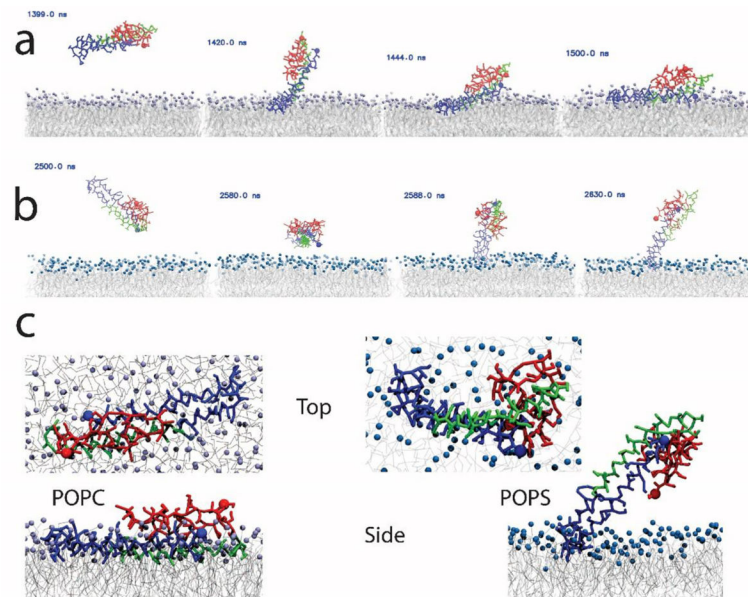 a
1399.0 ns
1420.0 ns
1444.0 ns
1500.0 ns
b
2500.0 ns
2580.0 ns
2588.0 ns
2630.0 ns
c
Top
POPC
POPS
Side